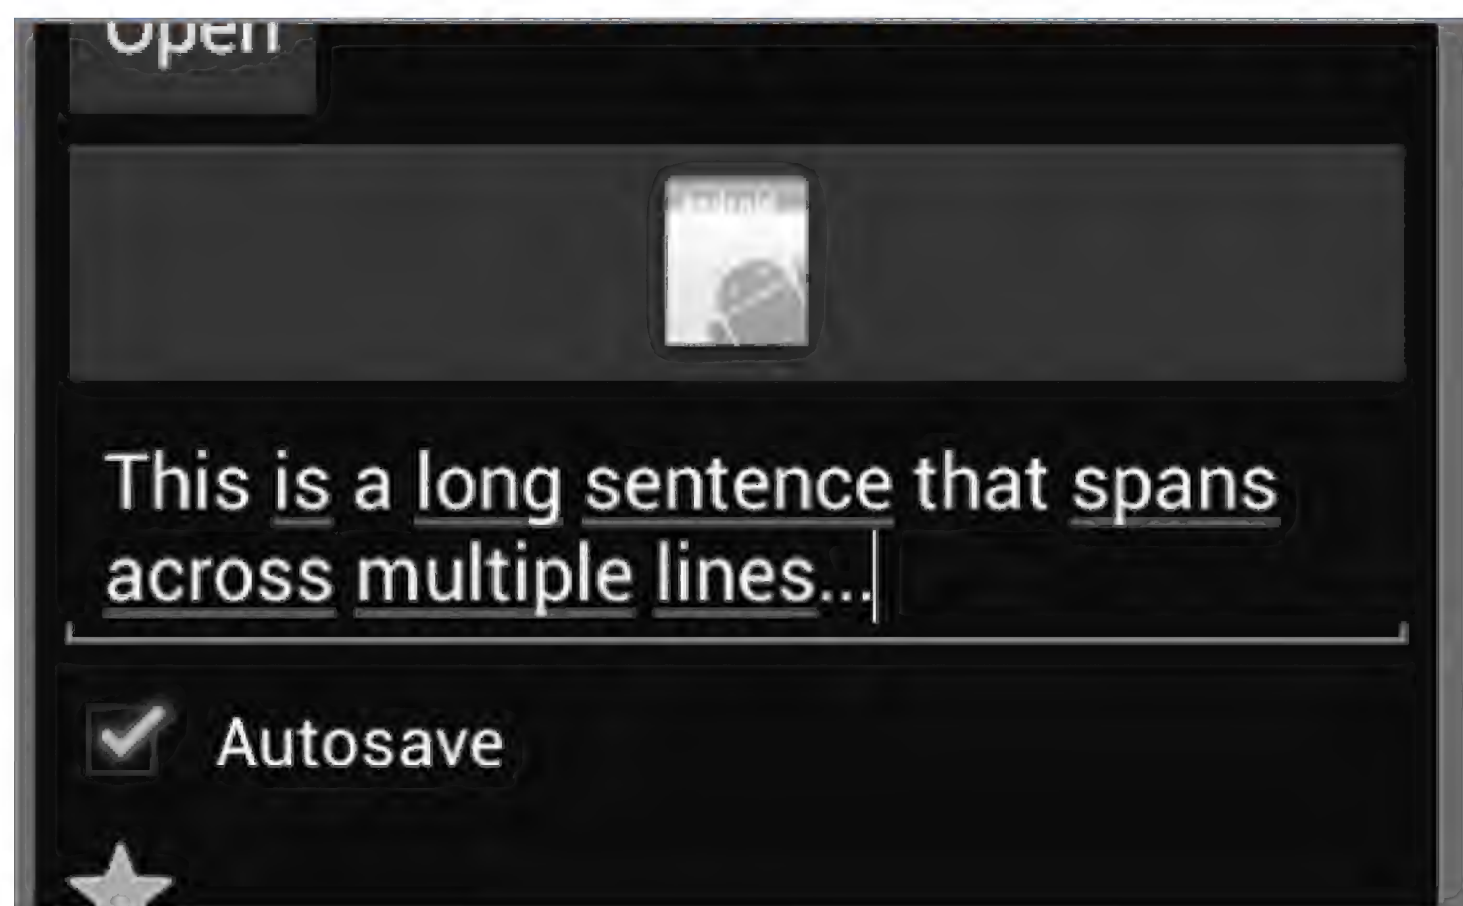 Open
This is a long sentence that spans
across multiple lines...
Autosave